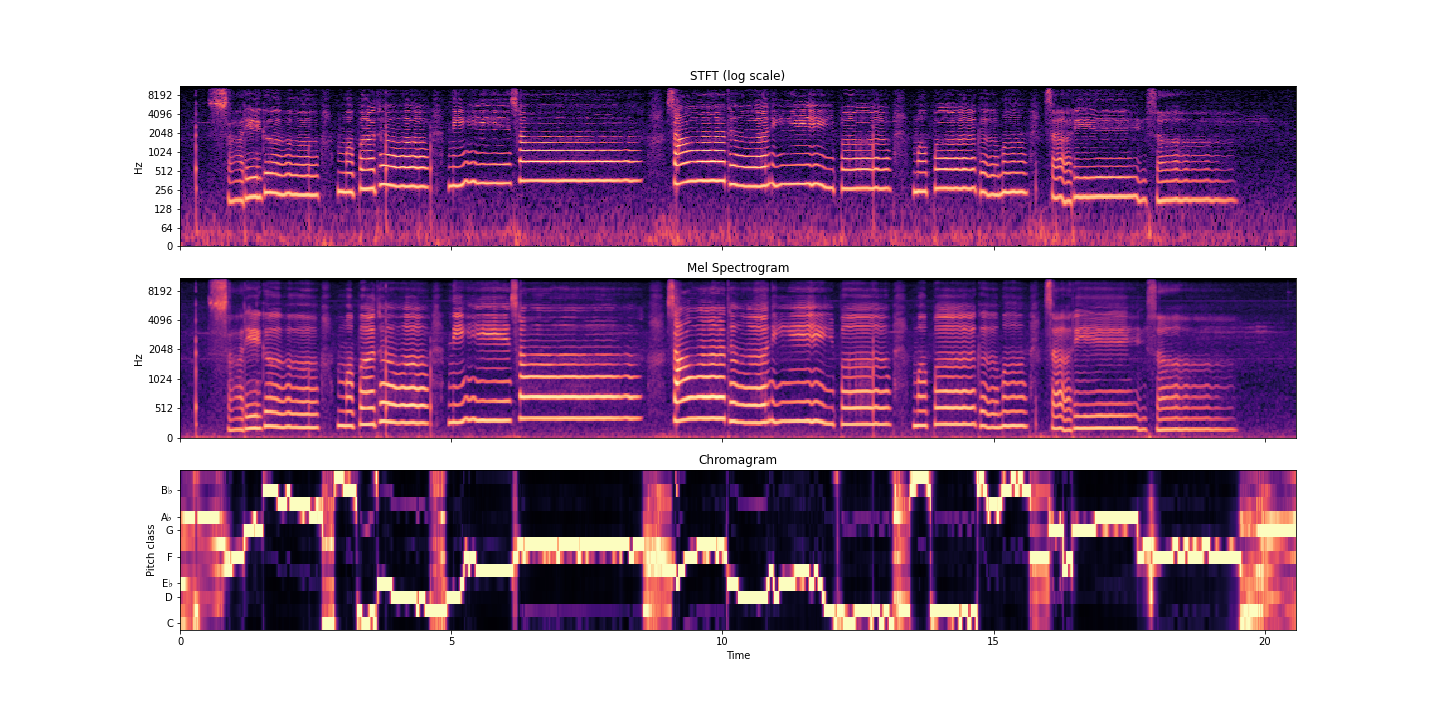 STFT (log scale)
8192
4096
2048
1024
512
256
128
64
0
Hz
Mel Spectrogram
8192
4096
2048
1024
512
0
Hz
Chromagram
B♭
A♭
G
F
E♭
D
C
Pitch class
0 5 10 15 20
Time